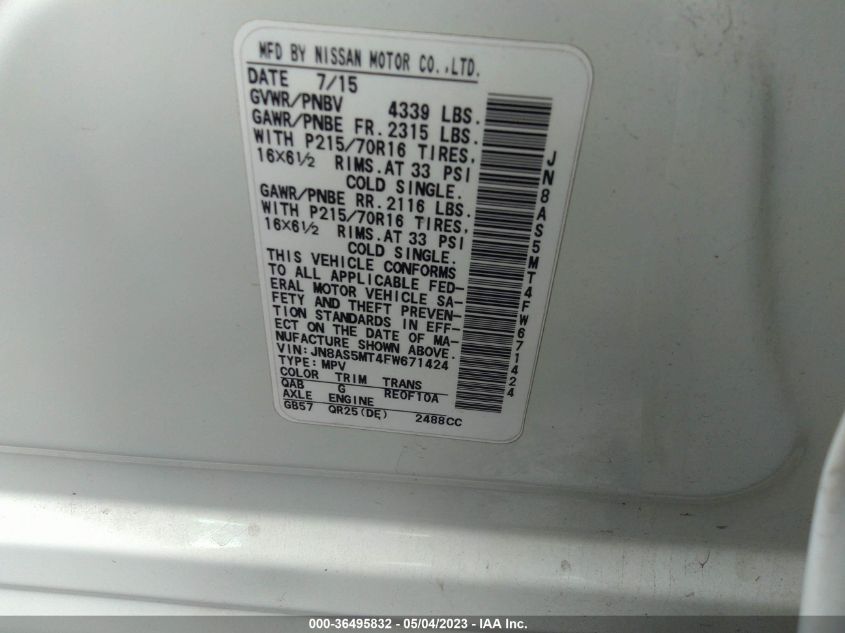 MFD BY NISSAN MOTOR CO.,LTD.
DATE 7/15
GVWR/PNBV 4339 LBS.
GAWR/PNBE FR. 2315 LBS.
WITH P215/70R16 TIRES,
16X6½ RIMS.AT 33 PSI
COLD SINGLE.
GAWR/PNBE RR. 2116 LBS.
WITH P215/70R16 TIRES,
16X6½ RIMS.AT 33 PSI
COLD SINGLE.
THIS VEHICLE CONFORMS
TO ALL APPLICABLE FED-
ERAL MOTOR VEHICLE SA-
FETY AND THEFT PREVEN-
TION STANDARDS IN EFF-
ECT ON THE DATE OF MA-
NUFACTURE SHOWN ABOVE.
VIN: JN8AS5MT4FW671424
TYPE: MPV
COLOR TRIM TRANS
QAB G RE0F10A
AXLE ENGINE
GB57 QR25(DE) 2488CC
JN8AS5MT4FW671424
000-36495832 - 05/04/2023 - IAA Inc.